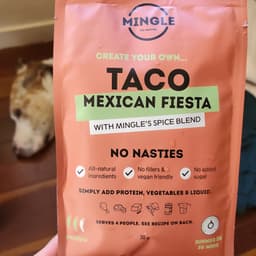 MINGLE
CREATE YOUR OWN...
TACO
MEXICAN FIESTA
WITH MINGLE'S SPICE BLEND
NO NASTIES
All-natural ingredients
No fillers & vegan friendly
No added sugar
SIMPLY ADD PROTEIN, VEGETABLES & LIQUID.
SERVES 4 PEOPLE. SEE RECIPE ON BACK.
30 g